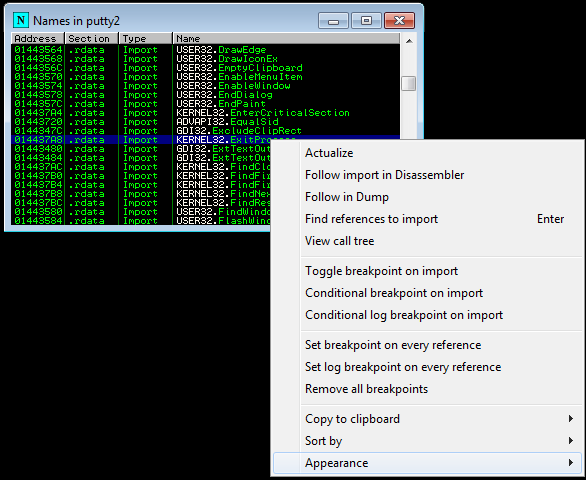 N Names in putty2
Address Section Type Name
01443564 .rdata Import USER32.DrawEdge
01443568 .rdata Import USER32.DrawIconEx
0144356C .rdata Import USER32.EmptyClipboard
01443570 .rdata Import USER32.EnableMenuItem
01443574 .rdata Import USER32.EnableWindow
01443578 .rdata Import USER32.EndDialog
0144357C .rdata Import USER32.EndPaint
014437A4 .rdata Import KERNEL32.EnterCriticalSection
01443720 .rdata Import ADVAPI32.EqualSid
0144347C .rdata Import GDI32.ExcludeClipRect
014437A8 .rdata Import KERNEL32.ExitProcess
01443480 .rdata Import GDI32.ExtTextOut
01443484 .rdata Import GDI32.ExtTextOut
014437AC .rdata Import KERNEL32.FindClo
014437B0 .rdata Import KERNEL32.FindFir
014437B4 .rdata Import KERNEL32.FindFir
014437B8 .rdata Import KERNEL32.FindNex
014437BC .rdata Import KERNEL32.FindRes
01443580 .rdata Import USER32.FindWindo
01443584 .rdata Import USER32.FlashWind
Actualize
Follow import in Disassembler
Follow in Dump
Find references to import Enter
View call tree
Toggle breakpoint on import
Conditional breakpoint on import
Conditional log breakpoint on import
Set breakpoint on every reference
Set log breakpoint on every reference
Remove all breakpoints
Copy to clipboard
Sort by
Appearance